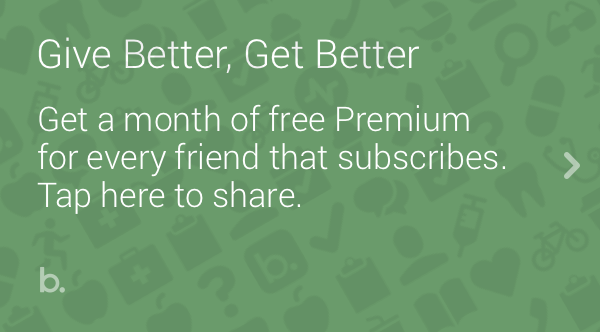 Give Better, Get Better
Get a month of free Premium
for every friend that subscribes.
Tap here to share.
b.